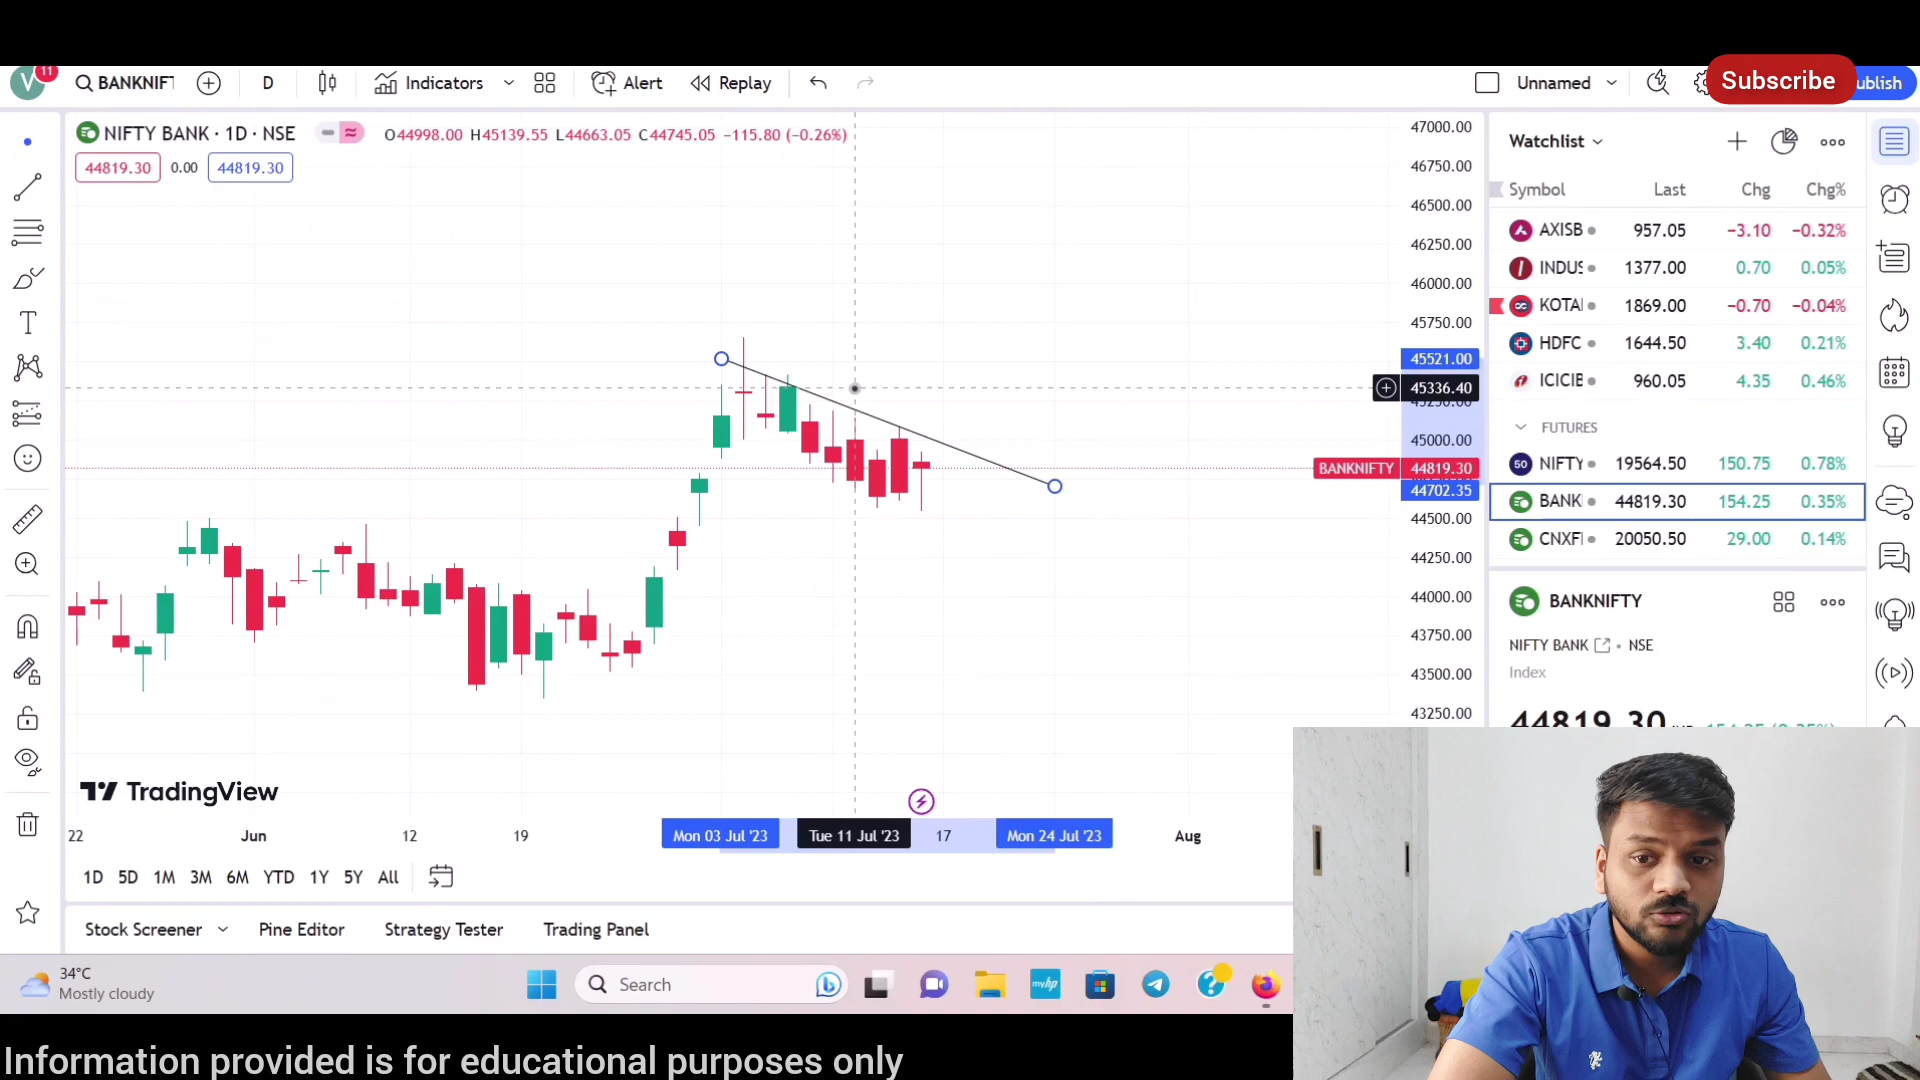 V 11 BANKNIF D Indicators Alert Replay Unnamed Subscribe ublish
NIFTY BANK · 1D · NSE O44998.00 H45139.55 L44663.05 C44745.05 −115.80 (−0.26%)
44819.30 0.00 44819.30
47000.00
46750.00
46500.00
46250.00
46000.00
45750.00
45521.00
45336.40
45000.00
BANKNIFTY 44819.30
44702.35
44500.00
44250.00
44000.00
43750.00
43500.00
43250.00
TradingView
22 Jun 12 19 Mon 03 Jul '23 Tue 11 Jul '23 17 Mon 24 Jul '23 Aug
1D 5D 1M 3M 6M YTD 1Y 5Y All
Stock Screener Pine Editor Strategy Tester Trading Panel
Watchlist
Symbol Last Chg Chg%
AXISB 957.05 −3.10 −0.32%
INDUS 1377.00 0.70 0.05%
KOTAI 1869.00 −0.70 −0.04%
HDFC 1644.50 3.40 0.21%
ICICIE 960.05 4.35 0.46%
FUTURES
50 NIFTY 19564.50 150.75 0.78%
BANK 44819.30 154.25 0.35%
CNXFI 20050.50 29.00 0.14%
BANKNIFTY
NIFTY BANK • NSE
Index
44819.30
34°C
Mostly cloudy
Search
myhp
Information provided is for educational purposes only